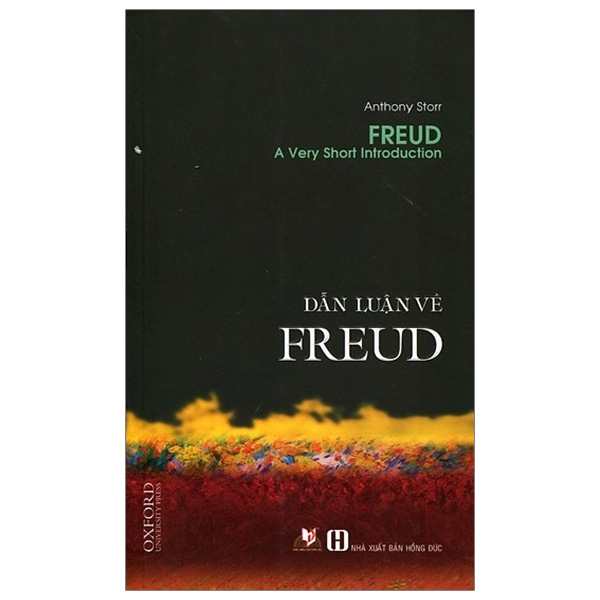 Anthony Storr
FREUD
A Very Short Introduction
DẪN LUẬN VỀ
FREUD
OXFORD
UNIVERSITY PRESS
NHÀ XUẤT BẢN HỒNG ĐỨC